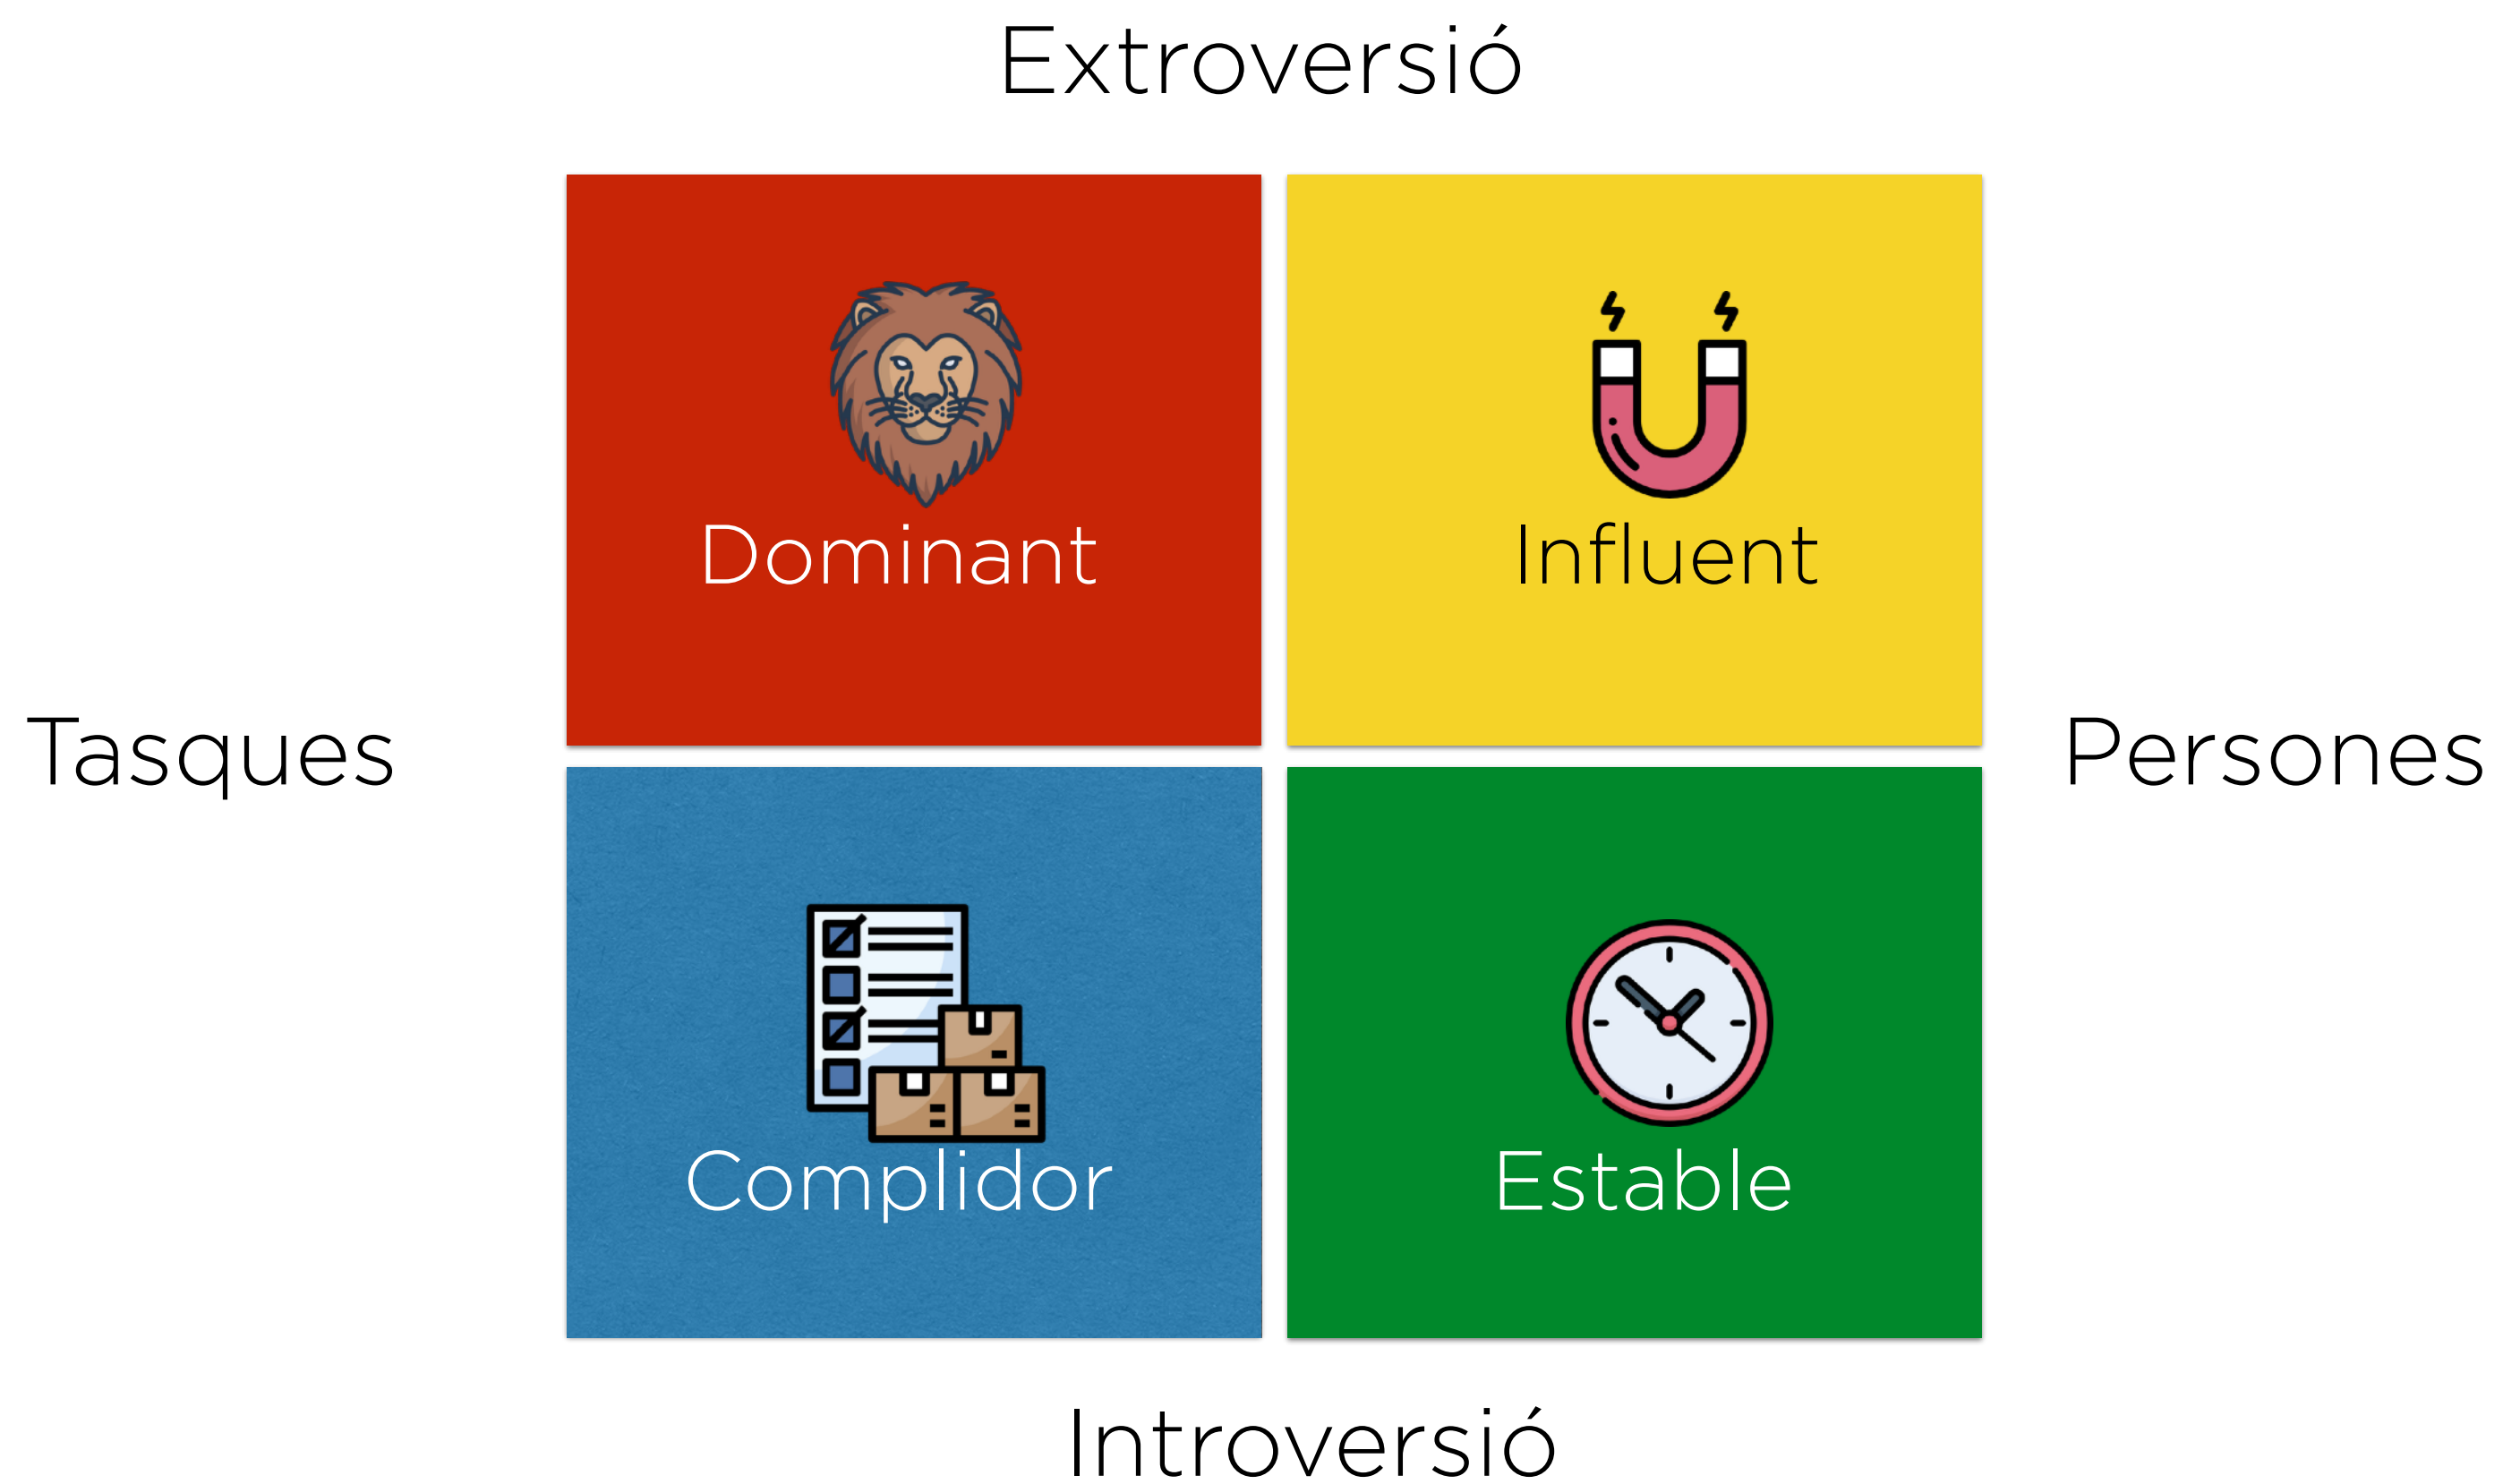 Extroversió
Dominant
Influent
Tasques
Persones
Complidor
Estable
Introversió